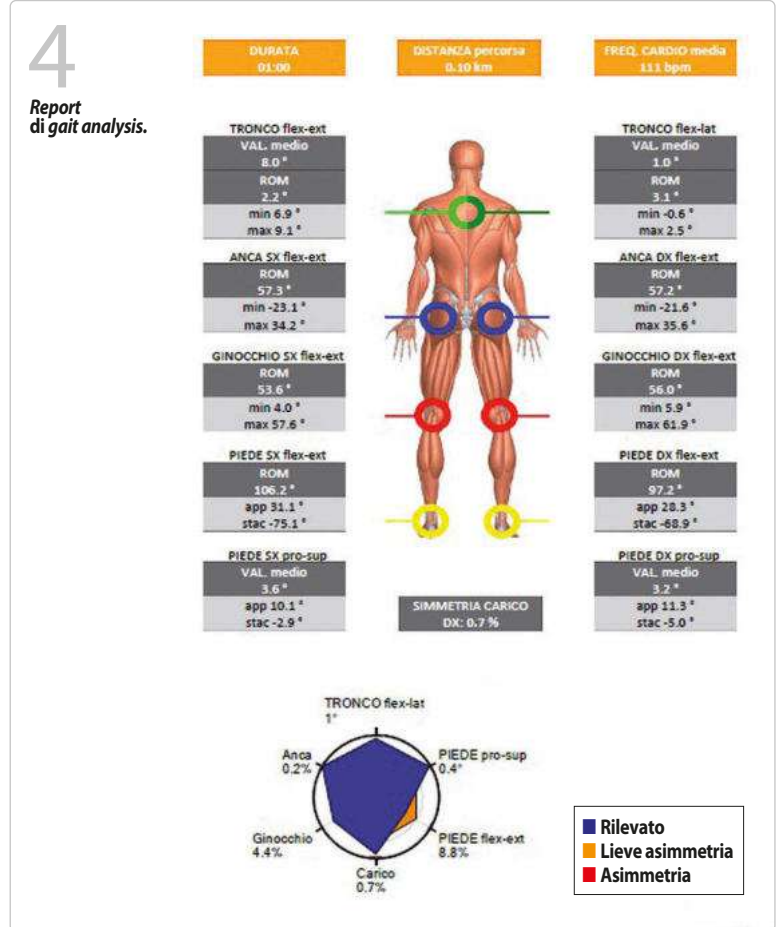 4
Report
di gait analysis.
DURATA
01:00
DISTANZA percorsa
0.10 km
FREQ. CARDIO media
111 bpm
TRONCO flex-ext
VAL. medio
8.0 °
ROM
2.2 °
min 6.9 °
max 9.1 °
ANCA SX flex-ext
ROM
57.3 °
min -23.1 °
max 34.2 °
GINOCCHIO SX flex-ext
ROM
53.6 °
min 4.0 °
max 57.6 °
PIEDE SX flex-ext
ROM
106.2 °
app 31.1 °
stac -75.1 °
PIEDE SX pro-sup
VAL. medio
3.6 °
app 10.1 °
stac -2.9 °
SIMMETRIA CARICO
DX: 0.7 %
TRONCO flex-lat
VAL. medio
1.0 °
ROM
3.1 °
min -0.6 °
max 2.5 °
ANCA DX flex-ext
ROM
57.2 °
min -21.6 °
max 35.6 °
GINOCCHIO DX flex-ext
ROM
56.0 °
min 5.9 °
max 61.9 °
PIEDE DX flex-ext
ROM
97.2 °
app 28.3 °
stac -68.9 °
PIEDE DX pro-sup
VAL. medio
3.2 °
app 11.3 °
stac -5.0 °
TRONCO flex-lat
1°
Anca
0.2%
PIEDE pro-sup
0.4°
Ginocchio
4.4%
PIEDE flex-ext
8.8%
Carico
0.7%
Rilevato
Lieve asimmetria
Asimmetria